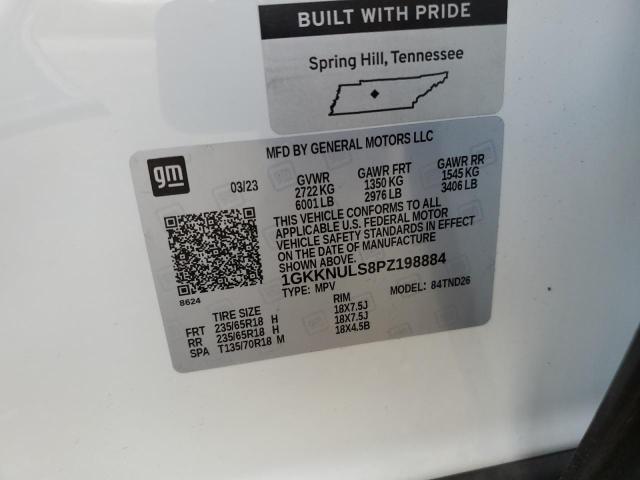 BUILT WITH PRIDE
Spring Hill, Tennessee
MFD BY GENERAL MOTORS LLC
gm
03/23
GVWR GAWR FRT GAWR RR
2722 KG 1350 KG 1545 KG
6001 LB 2976 LB 3406 LB
THIS VEHICLE CONFORMS TO ALL
APPLICABLE U.S. FEDERAL MOTOR
VEHICLE SAFETY STANDARDS IN EFFECT
ON THE DATE OF MANUFACTURE
SHOWN ABOVE.
1GKKNULS8PZ198884
8624
TYPE: MPV MODEL: 84TND26
TIRE SIZE RIM
FRT 235/65R18 H 18X7.5J
RR 235/65R18 H 18X7.5J
SPA T135/70R18 M 18X4.5B